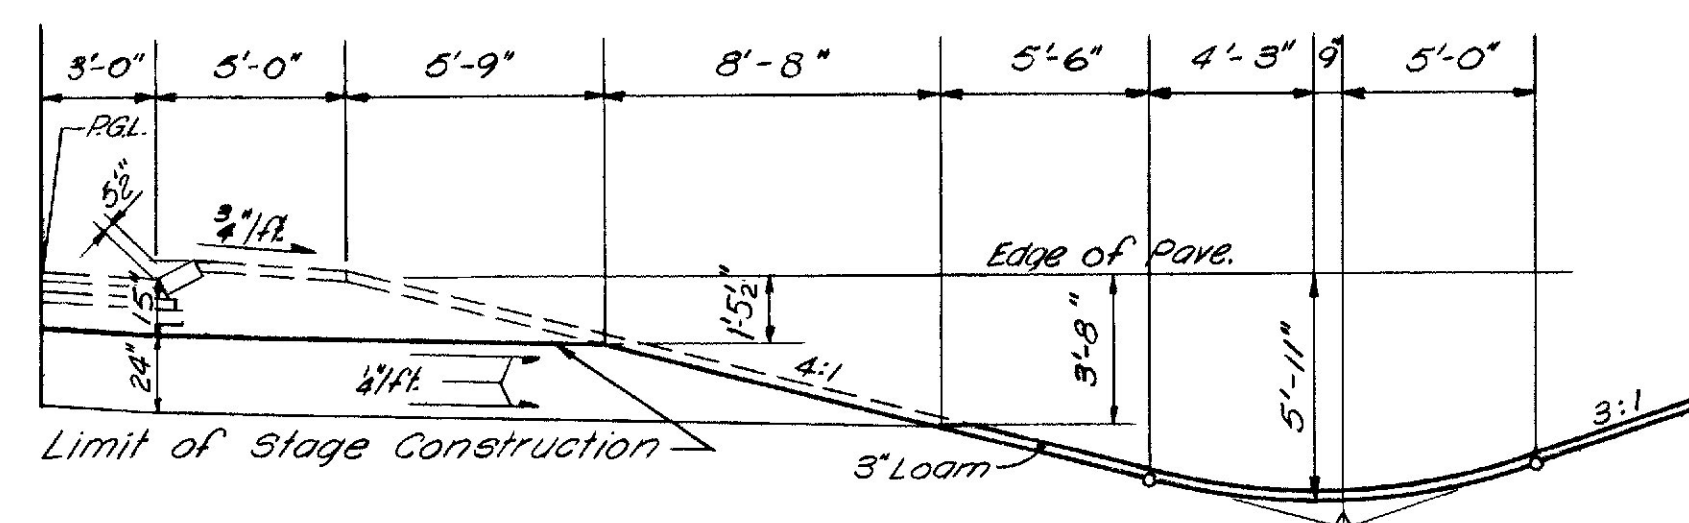 3'-0" 5'-0" 5'-9" 8'-8" 5'-6" 4'-3" 9" 5'-0"
P.G.L.
5½"
¾"/ft.
Edge of Pave.
15"
1'-5½"
3'-8"
5'-11"
24"
¼"/ft.
4:1
3:1
Limit of Stage Construction
3" Loam